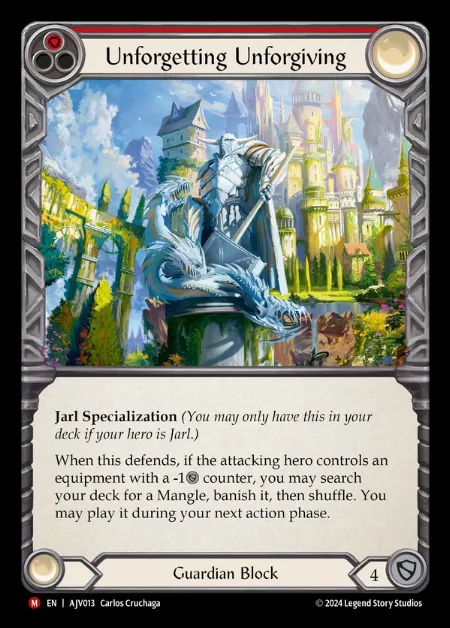 Unforgetting Unforgiving
Jarl Specialization (You may only have this in your
deck if your hero is Jarl.)
When this defends, if the attacking hero controls an
equipment with a -1 counter, you may search
your deck for a Mangle, banish it, then shuffle. You
may play it during your next action phase.
Guardian Block
4
M EN | AJV013 Carlos Cruchaga
© 2024 Legend Story Studios